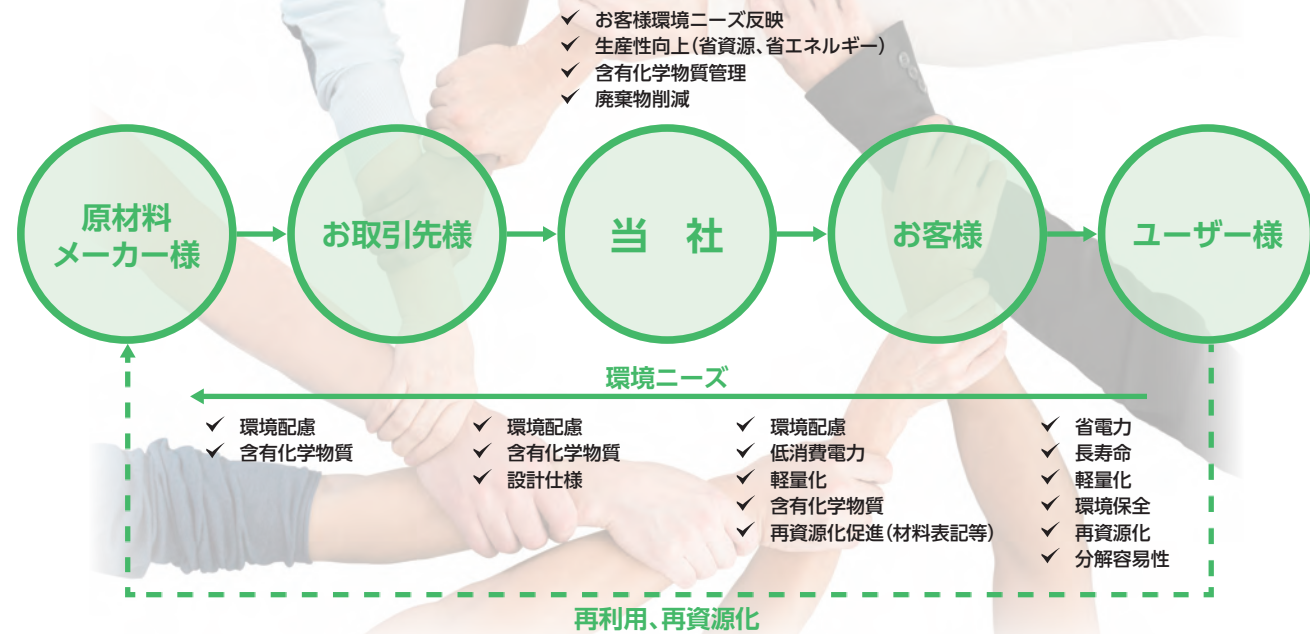 お客様環境ニーズ反映
生産性向上(省資源、省エネルギー)
含有化学物質管理
廃棄物削減
原材料
メーカー様
お取引先様
当 社
お客様
ユーザー様
環境ニーズ
環境配慮
含有化学物質
環境配慮
含有化学物質
設計仕様
環境配慮
低消費電力
軽量化
含有化学物質
再資源化促進(材料表記等)
省電力
長寿命
軽量化
環境保全
再資源化
分解容易性
再利用、再資源化